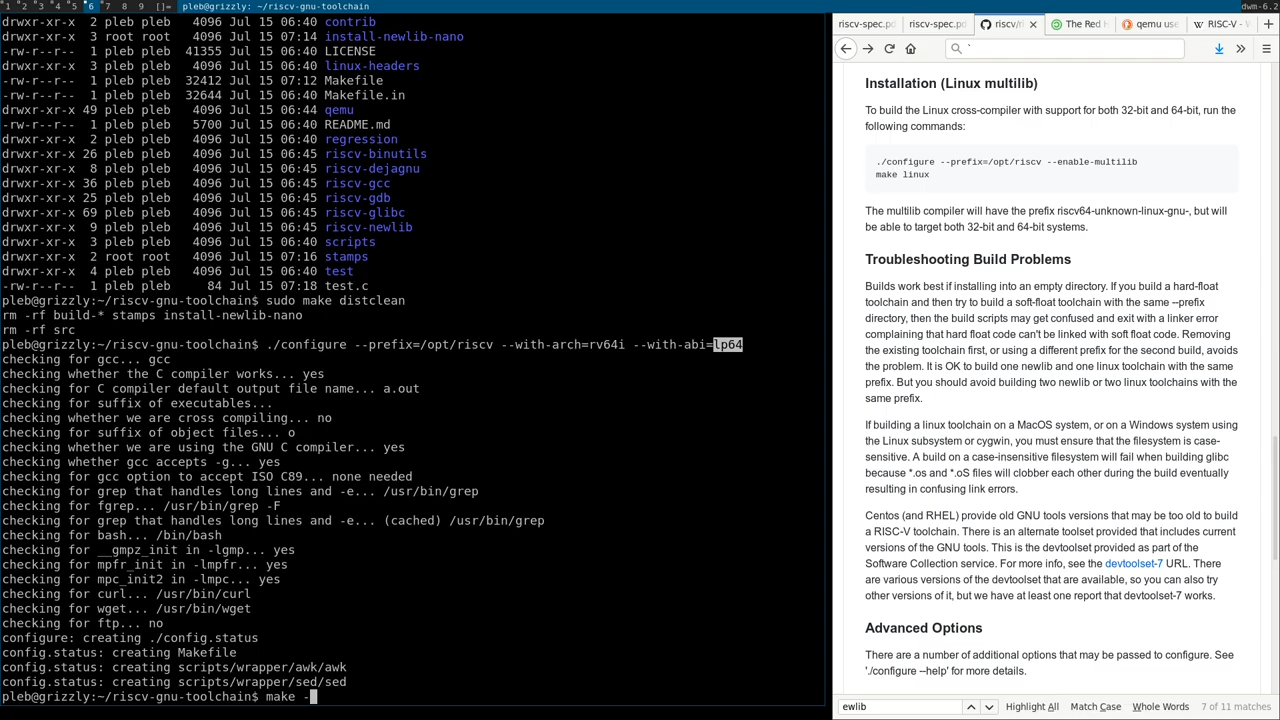 1 2 3 4 5 6 7 8 9 []= pleb@grizzly: ~/riscv-gnu-toolchain dwm-6.2
drwxr-xr-x 2 pleb pleb 4096 Jul 15 06:40 contrib
drwxr-xr-x 3 root root 4096 Jul 15 07:14 install-newlib-nano
-rw-r--r-- 1 pleb pleb 41355 Jul 15 06:40 LICENSE
drwxr-xr-x 3 pleb pleb 4096 Jul 15 06:40 linux-headers
-rw-r--r-- 1 pleb pleb 32412 Jul 15 07:12 Makefile
-rw-r--r-- 1 pleb pleb 32644 Jul 15 06:40 Makefile.in
drwxr-xr-x 49 pleb pleb 4096 Jul 15 06:44 qemu
-rw-r--r-- 1 pleb pleb 5700 Jul 15 06:40 README.md
drwxr-xr-x 2 pleb pleb 4096 Jul 15 06:40 regression
drwxr-xr-x 26 pleb pleb 4096 Jul 15 06:40 riscv-binutils
drwxr-xr-x 8 pleb pleb 4096 Jul 15 06:40 riscv-dejagnu
drwxr-xr-x 36 pleb pleb 4096 Jul 15 06:40 riscv-gcc
drwxr-xr-x 25 pleb pleb 4096 Jul 15 06:40 riscv-gdb
drwxr-xr-x 69 pleb pleb 4096 Jul 15 06:40 riscv-glibc
drwxr-xr-x 9 pleb pleb 4096 Jul 15 06:40 riscv-newlib
drwxr-xr-x 3 pleb pleb 4096 Jul 15 06:40 scripts
drwxr-xr-x 2 root root 4096 Jul 15 07:16 stamps
drwxr-xr-x 4 pleb pleb 4096 Jul 15 06:40 test
-rw-r--r-- 1 pleb pleb 84 Jul 15 07:18 test.c
pleb@grizzly:~/riscv-gnu-toolchain$ sudo make distclean
rm -rf build-* stamps install-newlib-nano
rm -rf src
pleb@grizzly:~/riscv-gnu-toolchain$ ./configure --prefix=/opt/riscv --with-arch=rv64i --with-abi=lp64
checking for gcc... gcc
checking whether the C compiler works... yes
checking for C compiler default output file name... a.out
checking for suffix of executables...
checking whether we are cross compiling... no
checking for suffix of object files... o
checking whether we are using the GNU C compiler... yes
checking whether gcc accepts -g... yes
checking for gcc option to accept ISO C89... none needed
checking for grep that handles long lines and -e... /usr/bin/grep
checking for fgrep... /usr/bin/grep -F
checking for grep that handles long lines and -e... (cached) /usr/bin/grep
checking for bash... /bin/bash
checking for __gmpz_init in -lgmp... yes
checking for mpfr_init in -lmpfr... yes
checking for mpc_init2 in -lmpc... yes
checking for curl... /usr/bin/curl
checking for wget... /usr/bin/wget
checking for ftp... no
configure: creating ./config.status
config.status: creating Makefile
config.status: creating scripts/wrapper/awk/awk
config.status: creating scripts/wrapper/sed/sed
pleb@grizzly:~/riscv-gnu-toolchain$ make -
riscv-spec.pd riscv-spec.pd riscv/ri The Red H qemu use RISC-V -
`
Installation (Linux multilib)
To build the Linux cross-compiler with support for both 32-bit and 64-bit, run the
following commands:
./configure --prefix=/opt/riscv --enable-multilib
make linux
The multilib compiler will have the prefix riscv64-unknown-linux-gnu-, but will
be able to target both 32-bit and 64-bit systems.
Troubleshooting Build Problems
Builds work best if installing into an empty directory. If you build a hard-float
toolchain and then try to build a soft-float toolchain with the same --prefix
directory, then the build scripts may get confused and exit with a linker error
complaining that hard float code can't be linked with soft float code. Removing
the existing toolchain first, or using a different prefix for the second build, avoids
the problem. It is OK to build one newlib and one linux toolchain with the same
prefix. But you should avoid building two newlib or two linux toolchains with the
same prefix.
If building a linux toolchain on a MacOS system, or on a Windows system using
the Linux subsystem or cygwin, you must ensure that the filesystem is case-
sensitive. A build on a case-insensitive filesystem will fail when building glibc
because *.os and *.oS files will clobber each other during the build eventually
resulting in confusing link errors.
Centos (and RHEL) provide old GNU tools versions that may be too old to build
a RISC-V toolchain. There is an alternate toolset provided that includes current
versions of the GNU tools. This is the devtoolset provided as part of the
Software Collection service. For more info, see the devtoolset-7 URL. There
are various versions of the devtoolset that are available, so you can also try
other versions of it, but we have at least one report that devtoolset-7 works.
Advanced Options
There are a number of additional options that may be passed to configure. See
'./configure --help' for more details.
ewlib Highlight All Match Case Whole Words 7 of 11 matches